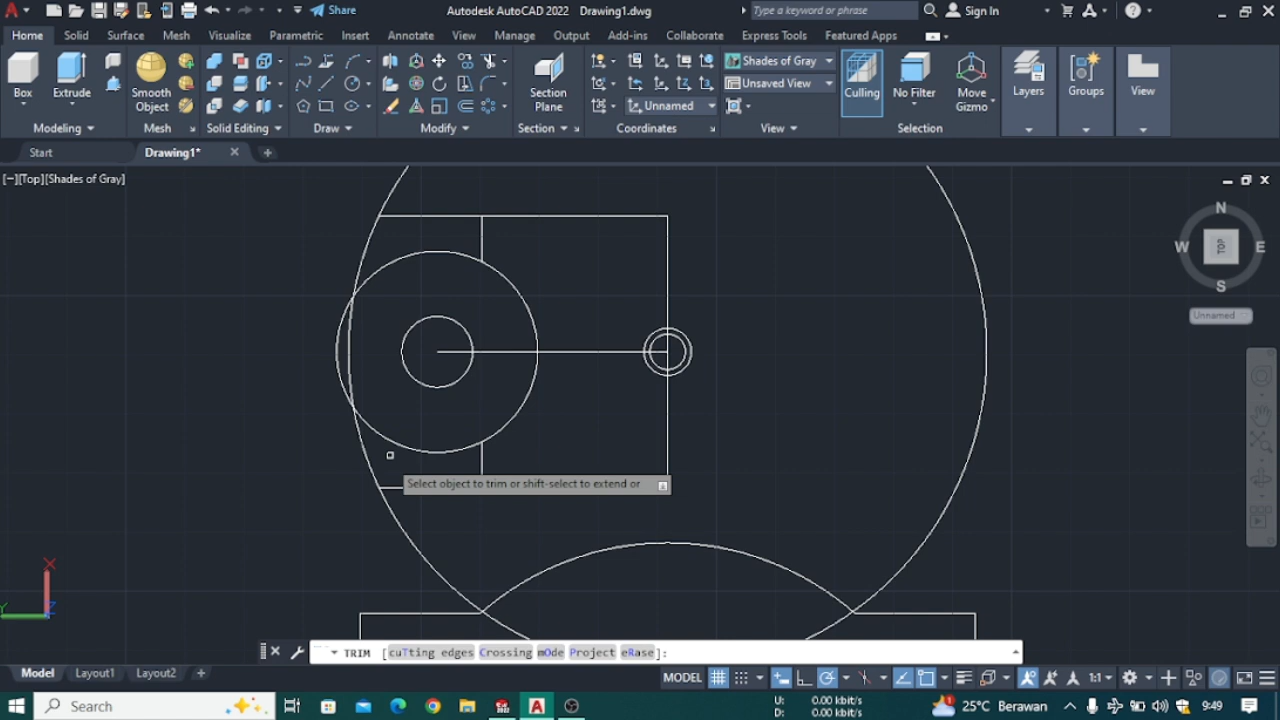 Share
Autodesk AutoCAD 2022 Drawing1.dwg
Type a keyword or phrase
Sign In
Home Solid Surface Mesh Visualize Parametric Insert Annotate View Manage Output Add-ins Collaborate Express Tools Featured Apps
Box
Extrude
Smooth
Object
Section
Plane
Shades of Gray
Unsaved View
Unnamed
Culling
No Filter
Move
Gizmo
Layers
Groups
View
Modeling
Mesh
Solid Editing
Draw
Modify
Section
Coordinates
View
Selection
Start
Drawing1*
[−][Top][Shades of Gray]
N
W
TOP
E
S
Unnamed
Select object to trim or shift-select to extend or
X
Y
Z
TRIM [cuTting edges Crossing mOde Project eRase]:
Model Layout1 Layout2
MODEL
1:1
Search
U: 0.00 kbit/s
D: 0.00 kbit/s
25°C Berawan
9:49